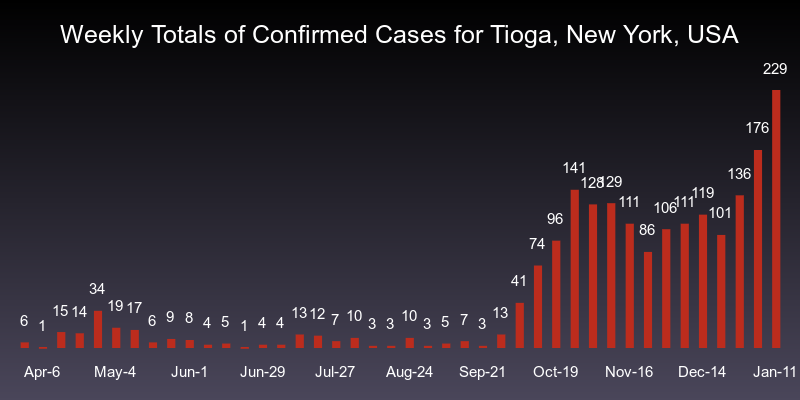 Weekly Totals of Confirmed Cases for Tioga, New York, USA
6 1 15 14 34 19 17 6 9 8 4 5 1 4 4 13 12 7 10 3 3 10 3 5 7 3 13 41 74 96 141 128 129 111 86 106 111 119 101 136 176 229
Apr-6 May-4 Jun-1 Jun-29 Jul-27 Aug-24 Sep-21 Oct-19 Nov-16 Dec-14 Jan-11